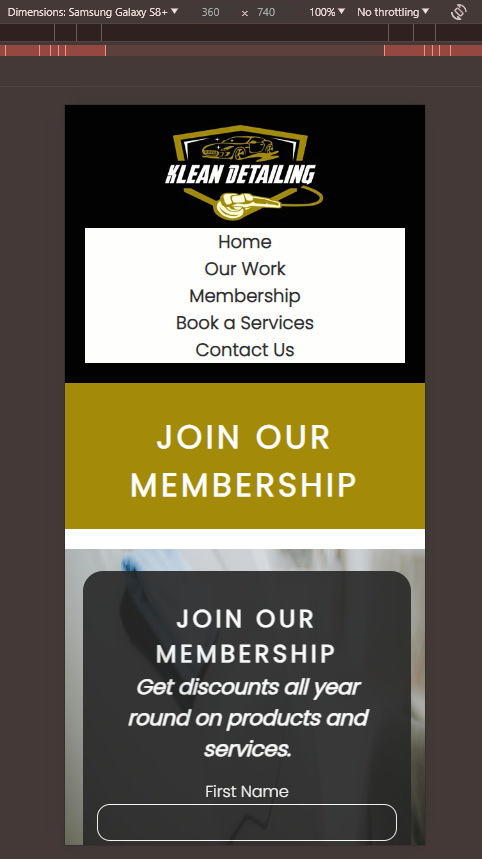 Dimensions: Samsung Galaxy S8+ 360 x 740 100% No throttling
KLEAN DETAILING
Home
Our Work
Membership
Book a Services
Contact Us
JOIN OUR
MEMBERSHIP
JOIN OUR
MEMBERSHIP
Get discounts all year
round on products and
services.
First Name